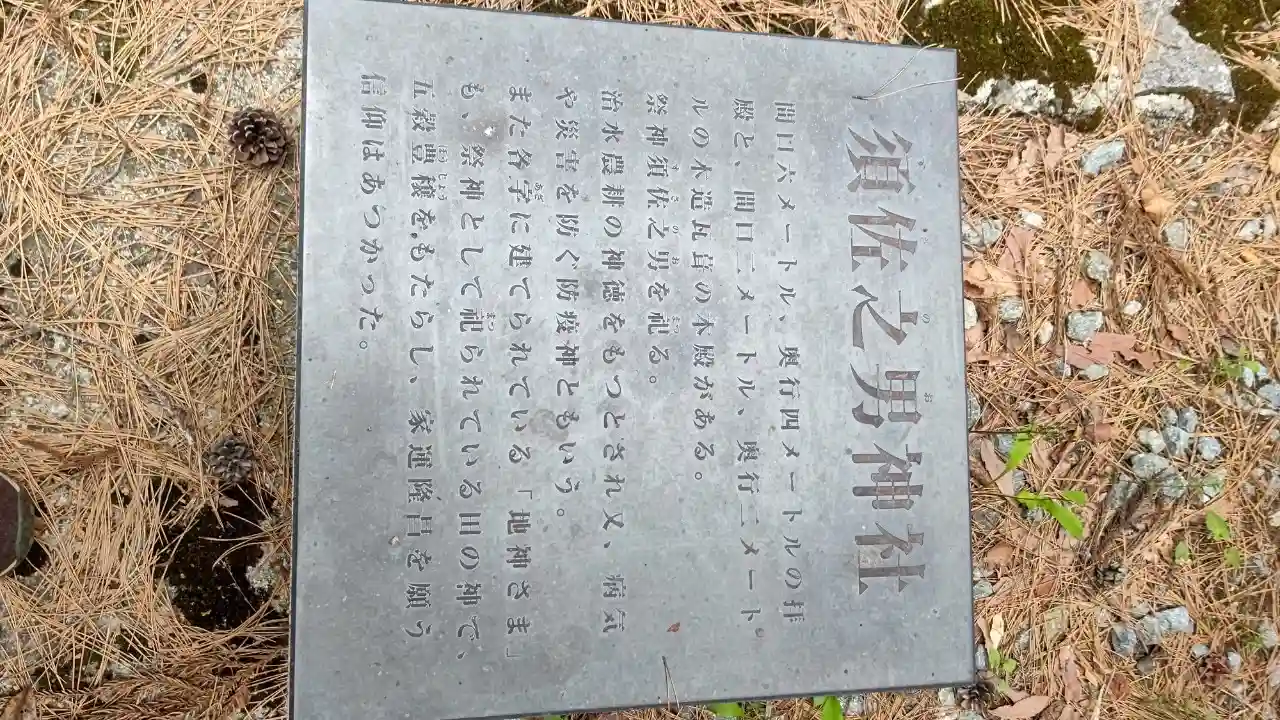 須佐之男神社
間口六メートル、奥行四メートルの拝
殿と、間口二メートル、奥行二メート
ルの木造瓦葺の本殿がある。
祭神須佐之男を祀る。
治水農耕の神徳をもつとされ又、病気
や災害を防ぐ防疫神ともいう。
また各字に建てられている「地神さま」
も、祭神として祀られている田の神で、
五穀豊穣をもたらし、家運隆昌を願う
信仰はあつかった。